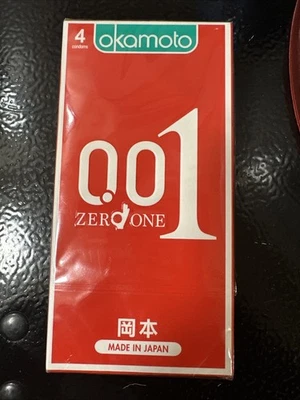 4 okamoto
condoms
0.01
ZERO ONE
岡本
MADE IN JAPAN